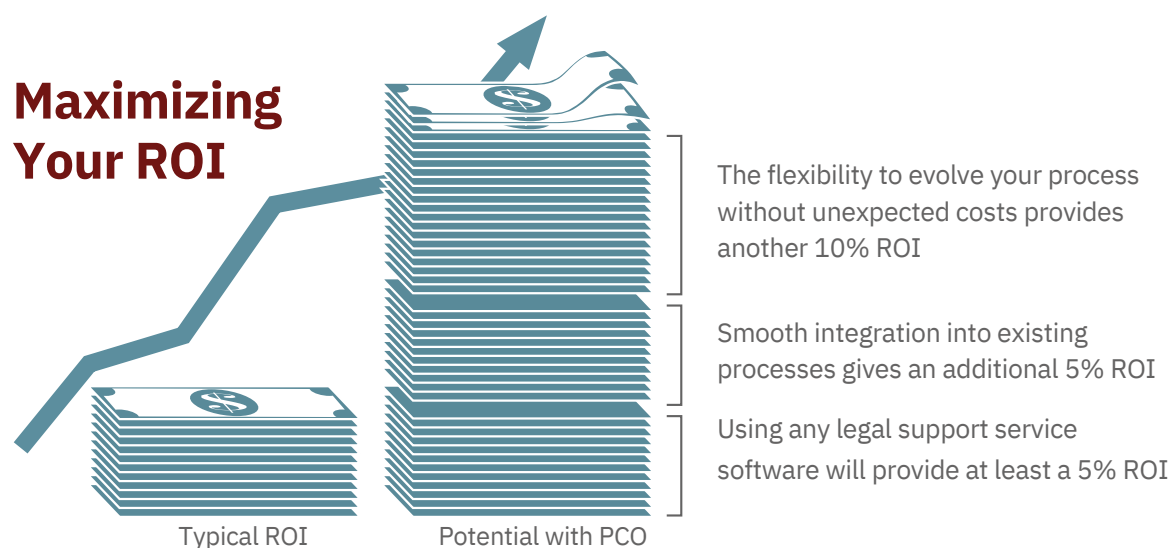 Maximizing
Your ROI
The flexibility to evolve your process
without unexpected costs provides
another 10% ROI
Smooth integration into existing
processes gives an additional 5% ROI
Using any legal support service
software will provide at least a 5% ROI
Typical ROI
Potential with PCO